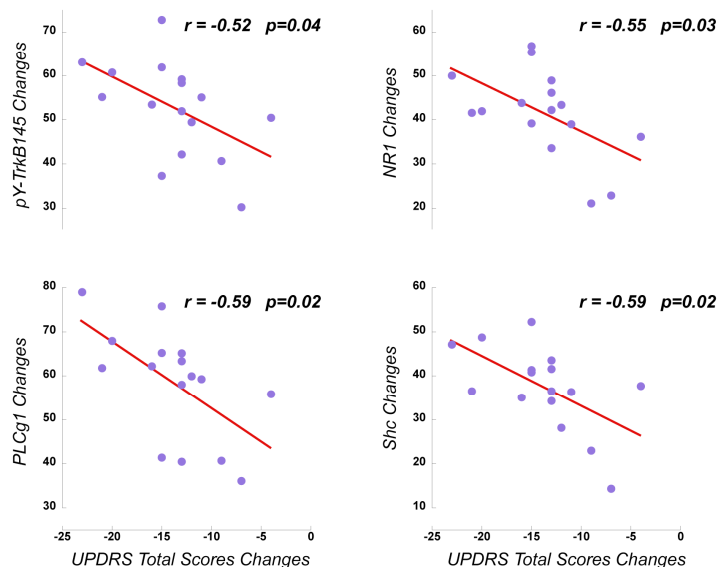 r = -0.52 p=0.04
70
60
50
40
30
pY-TrkB145 Changes
r = -0.55 p=0.03
60
50
40
30
20
NR1 Changes
r = -0.59 p=0.02
80
70
60
50
40
30
PLCg1 Changes
-25 -20 -15 -10 -5 0
UPDRS Total Scores Changes
r = -0.59 p=0.02
60
50
40
30
20
10
Shc Changes
-25 -20 -15 -10 -5 0
UPDRS Total Scores Changes